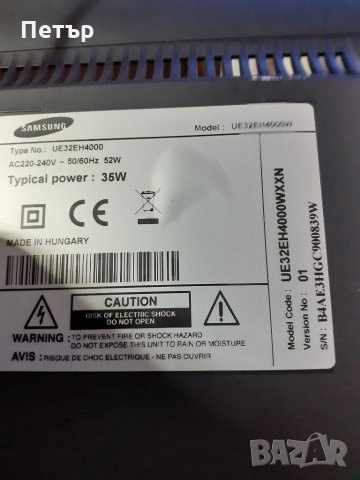 Петър
SAMSUNG
Model : UE32EH4000W
Type No.: UE32EH4000
AC220-240V ~ 50/60Hz 52W
Typical power : 35W
MADE IN HUNGARY
CAUTION
RISK OF ELECTRIC SHOCK
DO NOT OPEN
WARNING : TO PREVENT FIRE OR SHOCK HAZARD
DO NOT EXPOSE THIS UNIT TO RAIN OR MOISTURE
AVIS : RISQUE DE CHOC ELECTRIQUE - NE PAS OUVRIR
Model Code : UE32EH4000WXXN
Version No : 01
S/N : B4AE3HGC900839W
BAZAR